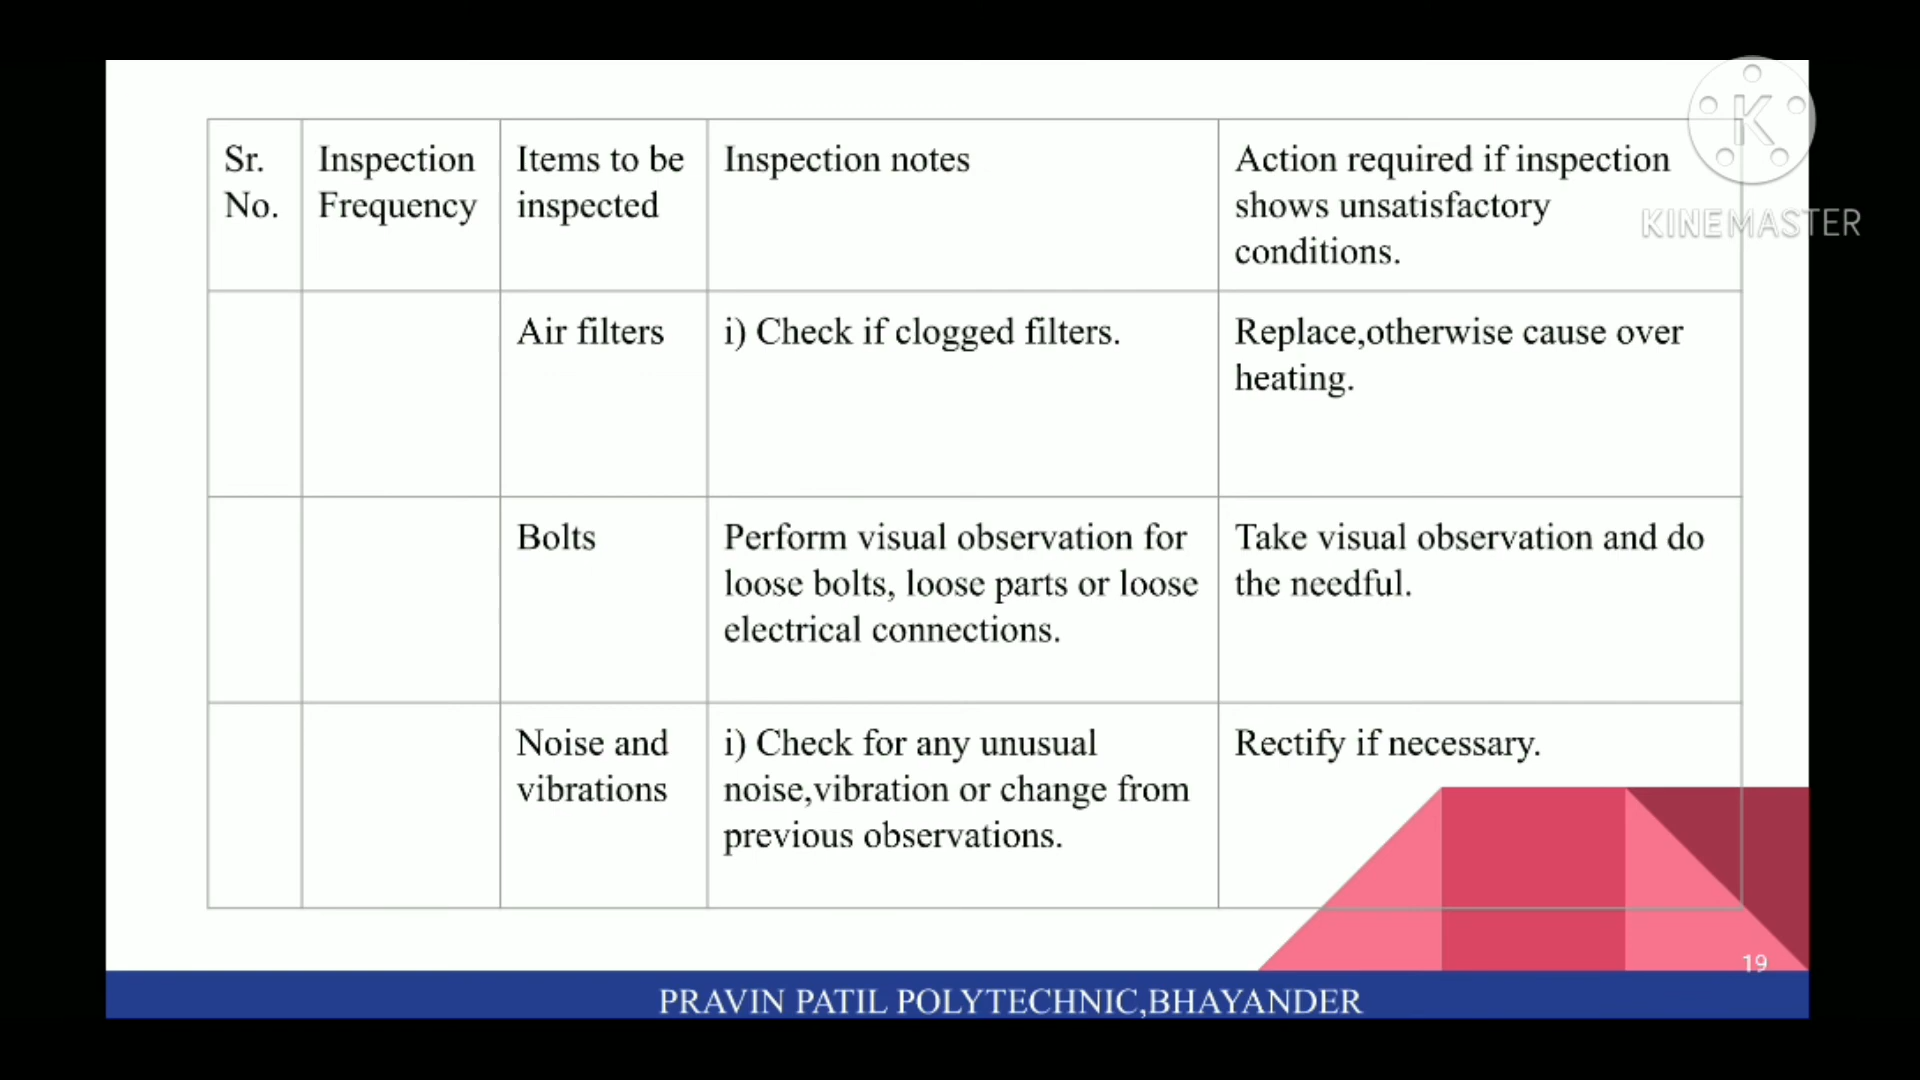 Sr.
No.
Inspection
Frequency
Items to be
inspected
Inspection notes
Action required if inspection
shows unsatisfactory
conditions.
Air filters
i) Check if clogged filters.
Replace,otherwise cause over
heating.
Bolts
Perform visual observation for
loose bolts, loose parts or loose
electrical connections.
Take visual observation and do
the needful.
Noise and
vibrations
i) Check for any unusual
noise,vibration or change from
previous observations.
Rectify if necessary.
K
KINEMASTER
19
PRAVIN PATIL POLYTECHNIC,BHAYANDER